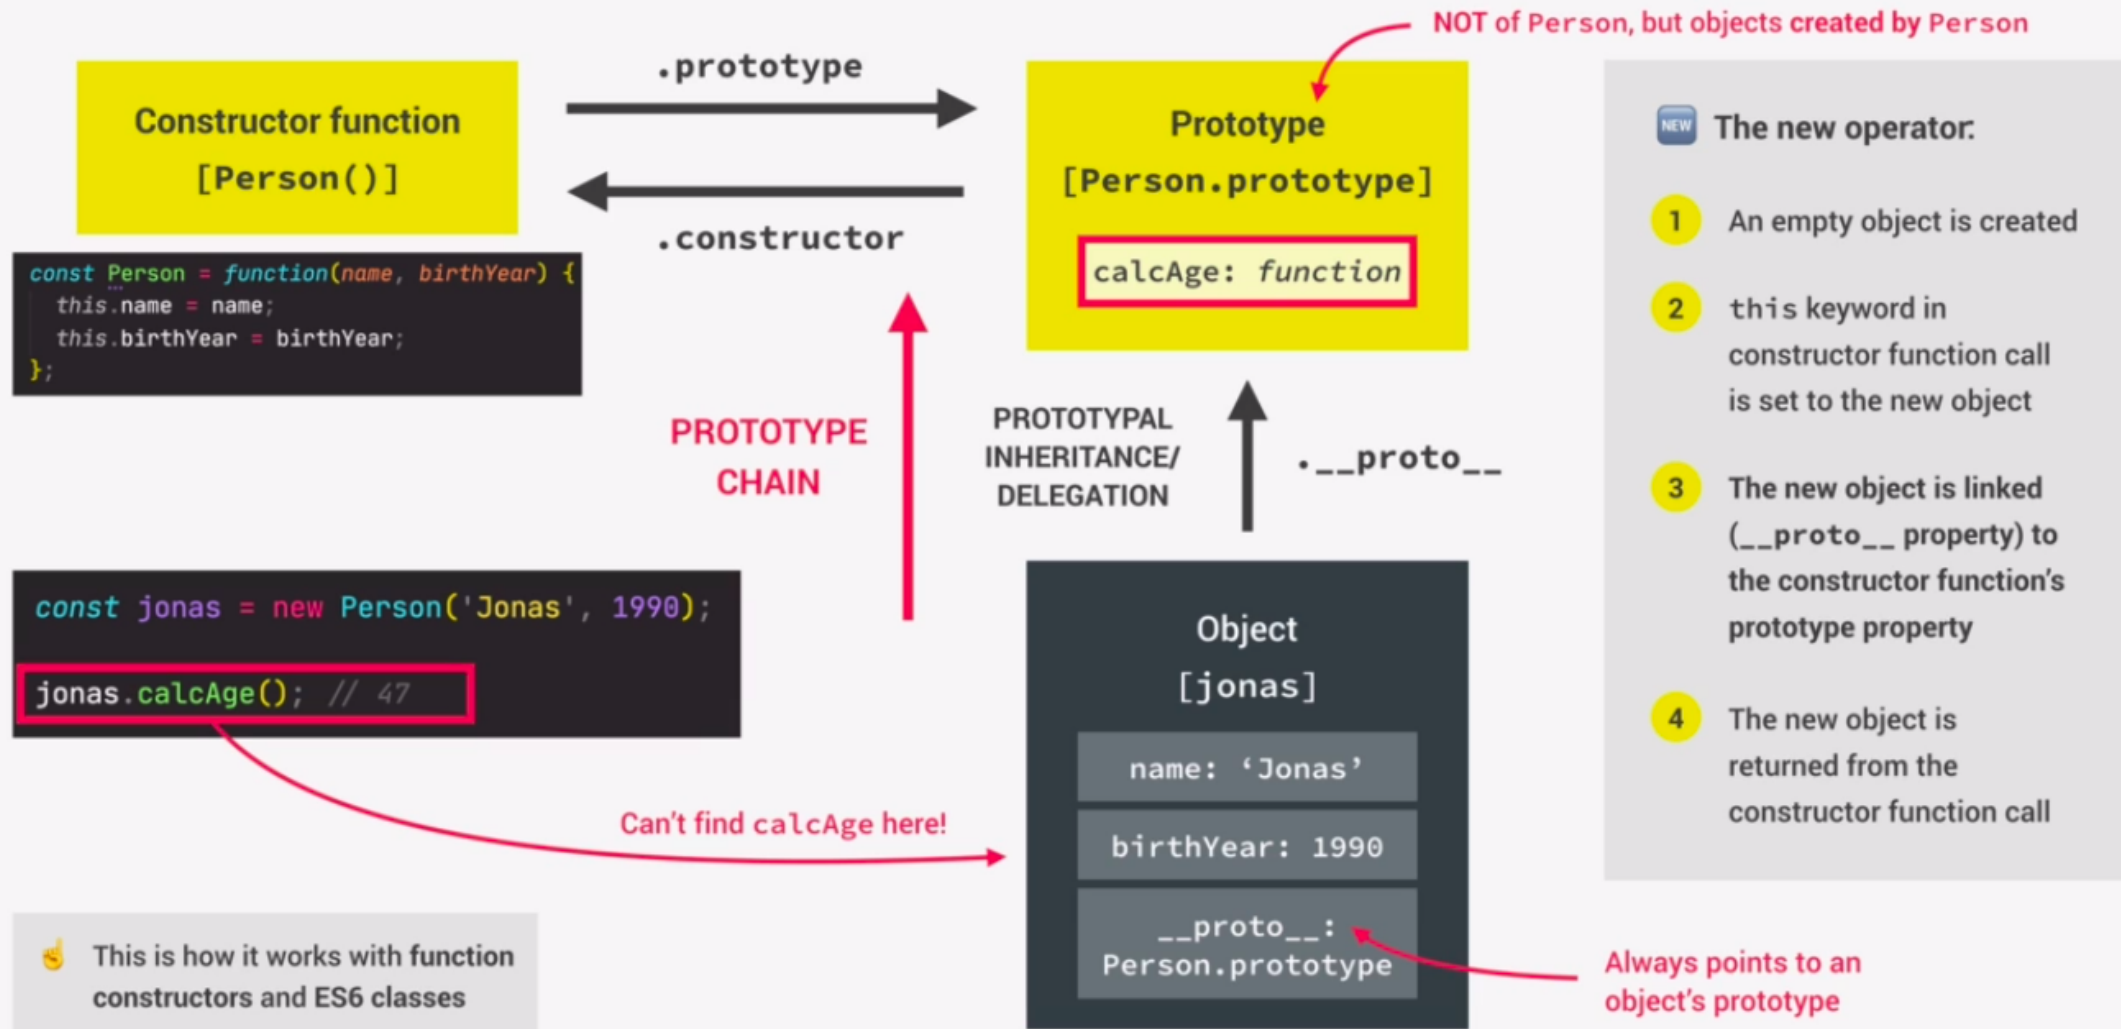 NOT of Person, but objects created by Person
Constructor function
[Person()]
.prototype
.constructor
Prototype
[Person.prototype]
calcAge: function
const Person = function(name, birthYear) {
this.name = name;
this.birthYear = birthYear;
};
PROTOTYPE
CHAIN
PROTOTYPAL
INHERITANCE/
DELEGATION
.__proto__
const jonas = new Person('Jonas', 1990);
jonas.calcAge(); // 47
Can't find calcAge here!
Object
[jonas]
name: ‘Jonas’
birthYear: 1990
__proto__:
Person.prototype
Always points to an
object's prototype
☝ This is how it works with function
constructors and ES6 classes
NEW The new operator:
1 An empty object is created
2 this keyword in
constructor function call
is set to the new object
3 The new object is linked
(__proto__ property) to
the constructor function's
prototype property
4 The new object is
returned from the
constructor function call